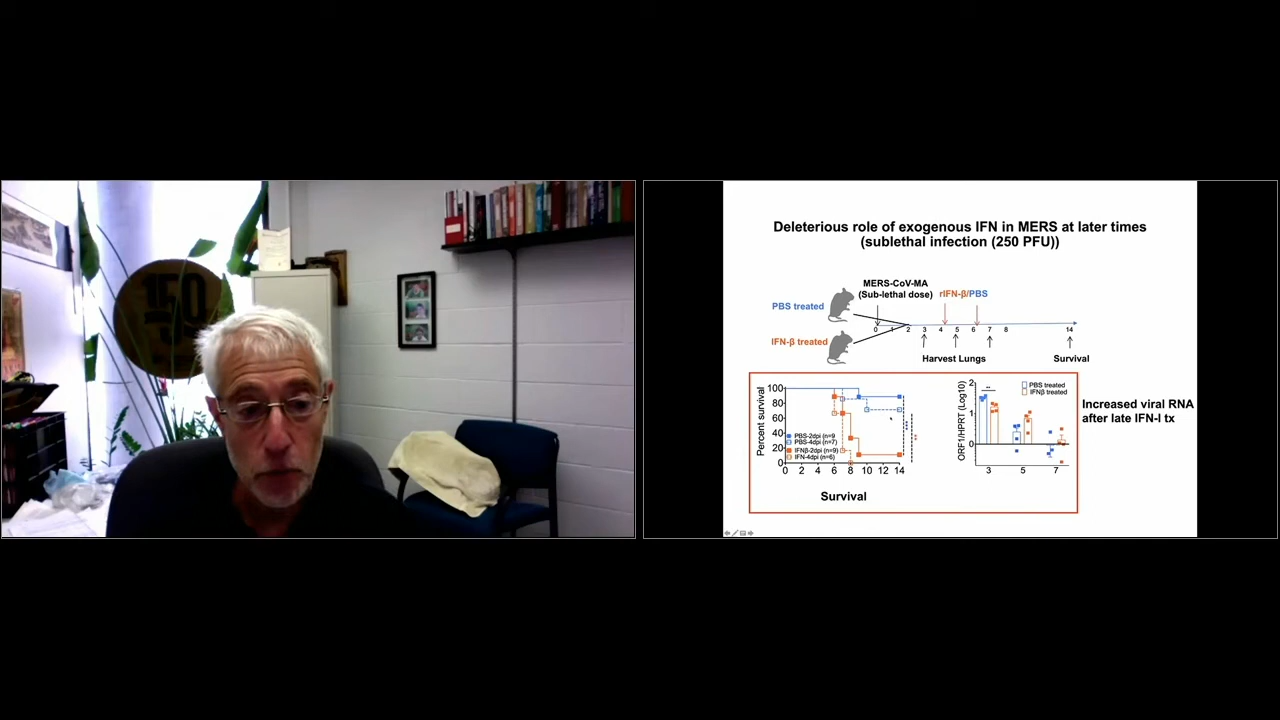 150
Deleterious role of exogenous IFN in MERS at later times
(sublethal infection (250 PFU))
MERS-CoV-MA
(Sub-lethal dose)
rIFN-β/PBS
PBS treated
IFN-β treated
0 1 2 3 4 5 6 7 8 14
Harvest Lungs
Survival
Percent survival
100
80
60
40
20
0
PBS-2dpi (n=9
PBS-4dpi (n=7)
IFNβ-2dpi (n=9)
IFN-4dpi (n=6)
0 2 4 6 8 10 12 14
Survival
***
**
ORF1/HPRT (Log10)
2
1
0
**
PBS treated
IFNβ treated
3 5 7
Increased viral RNA
after late IFN-I tx